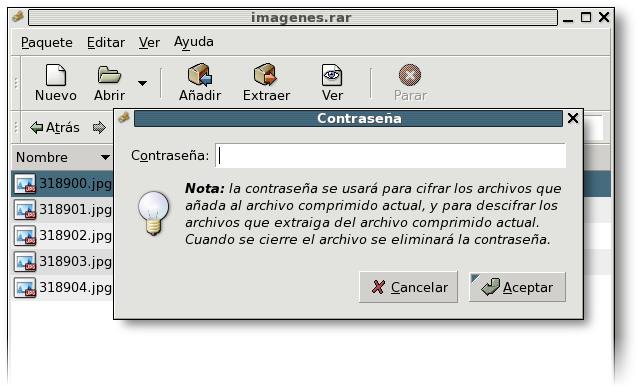 imagenes.rar
Paquete Editar Ver Ayuda
Nuevo Abrir Añadir Extraer Ver Parar
Atrás
Contraseña
Contraseña:
Nombre
318900.jpg
318901.jpg
318902.jpg
318903.jpg
318904.jpg
Nota: la contraseña se usará para cifrar los archivos que
añada al archivo comprimido actual, y para descifrar los
archivos que extraiga del archivo comprimido actual.
Cuando se cierre el archivo se eliminará la contraseña.
Cancelar Aceptar